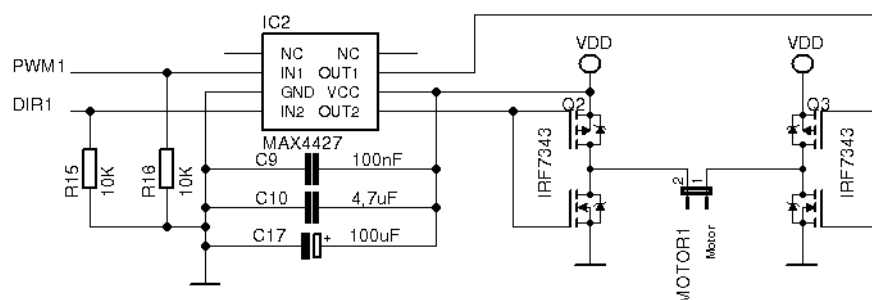 IC2
VDD
VDD
NC NC
PWM1
IN1 OUT1
GND VCC
DIR1
IN2 OUT2
Q2
Q3
MAX4427
C9 100nF
C10 4,7uF
C17 + 100uF
R15
10K
R16
10K
IRF7343
IRF7343
2 1
MOTOR1
Motor